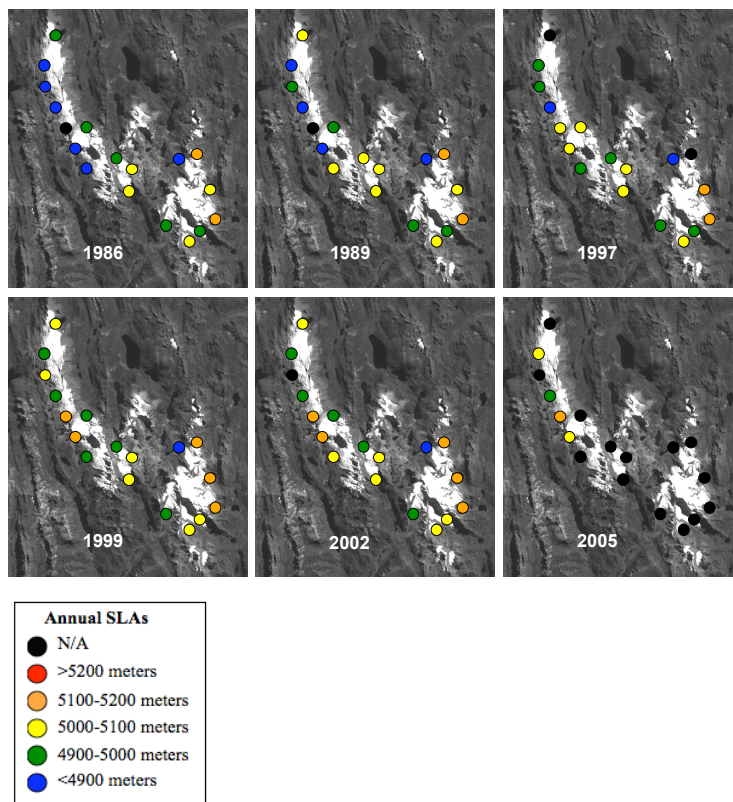 1986
1989
1997
1999
2002
2005
Annual SLAs
N/A
>5200 meters
5100-5200 meters
5000-5100 meters
4900-5000 meters
<4900 meters